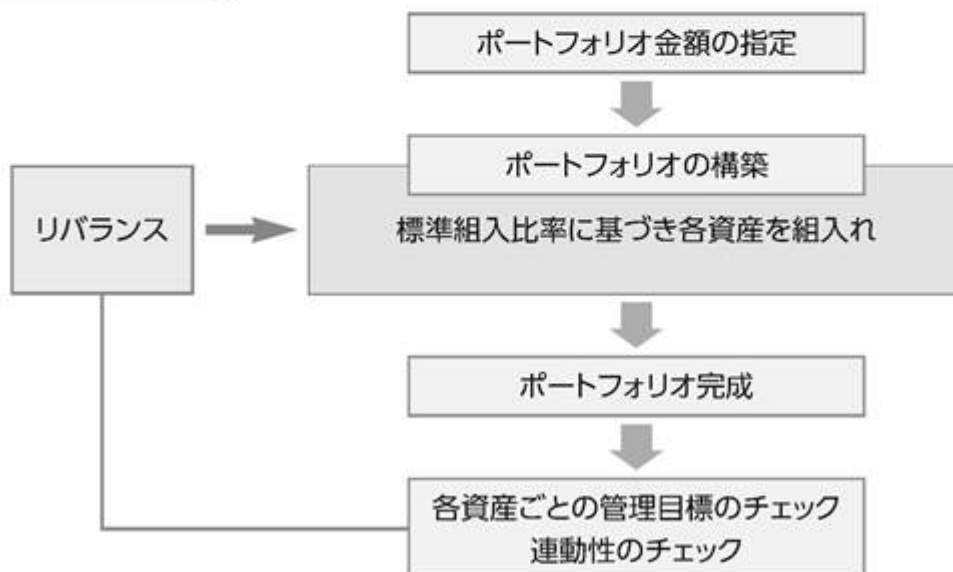 ポートフォリオ金額の指定
ポートフォリオの構築
リバランス
標準組入比率に基づき各資産を組入れ
ポートフォリオ完成
各資産ごとの管理目標のチェック
連動性のチェック